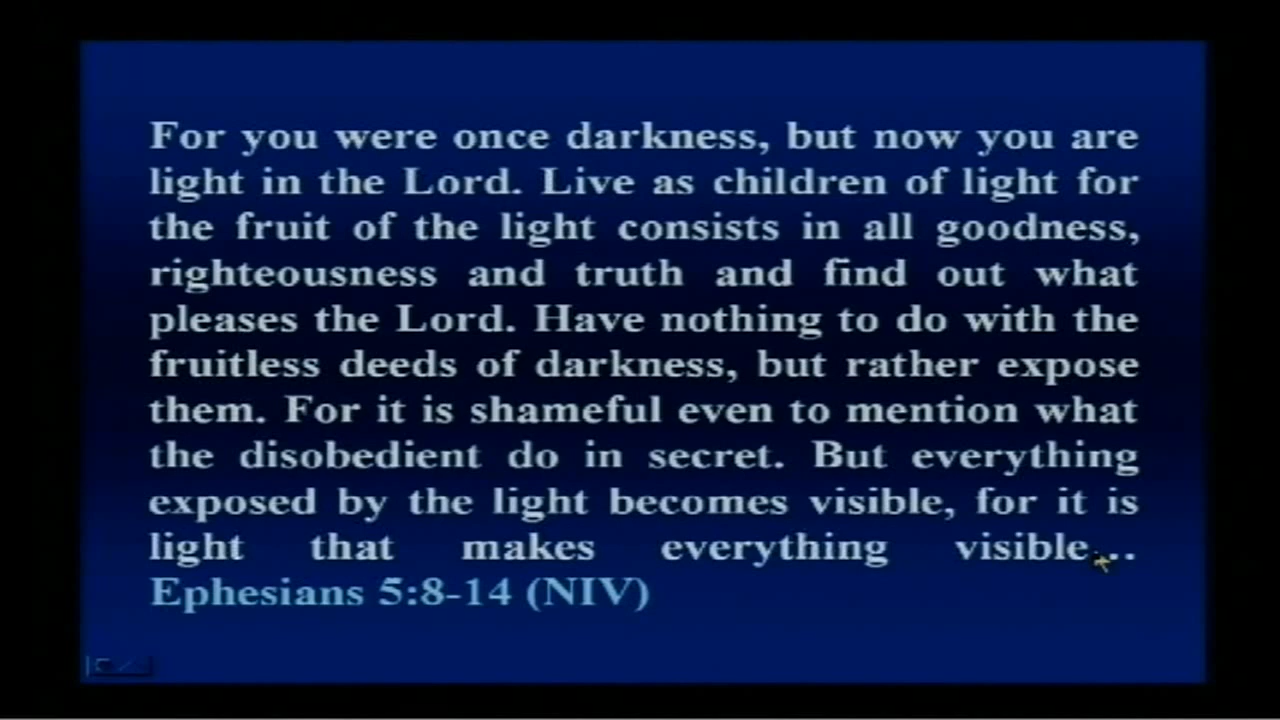 For you were once darkness, but now you are
light in the Lord. Live as children of light for
the fruit of the light consists in all goodness,
righteousness and truth and find out what
pleases the Lord. Have nothing to do with the
fruitless deeds of darkness, but rather expose
them. For it is shameful even to mention what
the disobedient do in secret. But everything
exposed by the light becomes visible, for it is
light that makes everything visible...
Ephesians 5:8-14 (NIV)